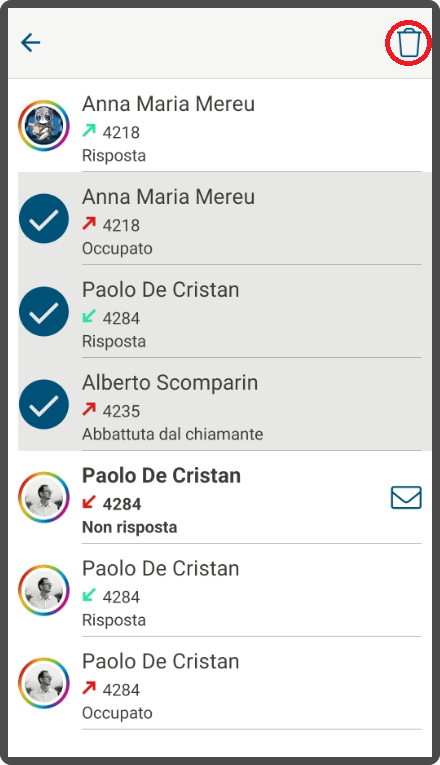 Anna Maria Mereu
4218
Risposta
Anna Maria Mereu
4218
Occupato
Paolo De Cristan
4284
Risposta
Alberto Scomparin
4235
Abbattuta dal chiamante
Paolo De Cristan
4284
Non risposta
Paolo De Cristan
4284
Risposta
Paolo De Cristan
4284
Occupato